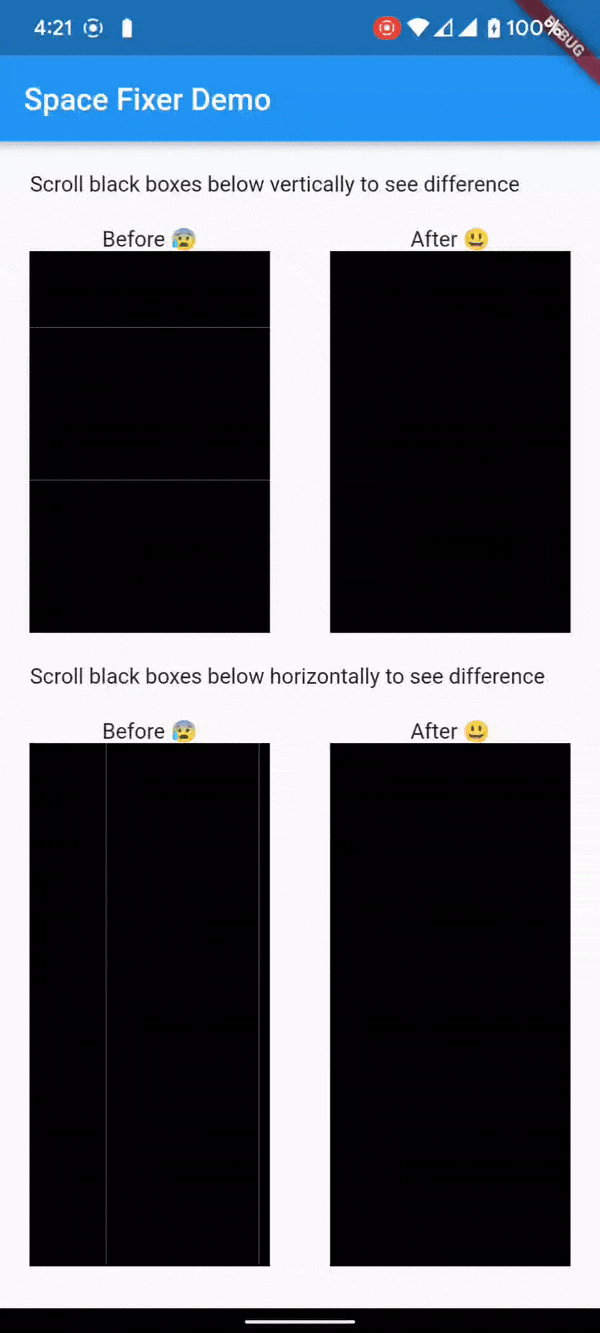 4:21 100%
DEBUG
Space Fixer Demo
Scroll black boxes below vertically to see difference
Before 😰 After 😃
Scroll black boxes below horizontally to see difference
Before 😰 After 😃